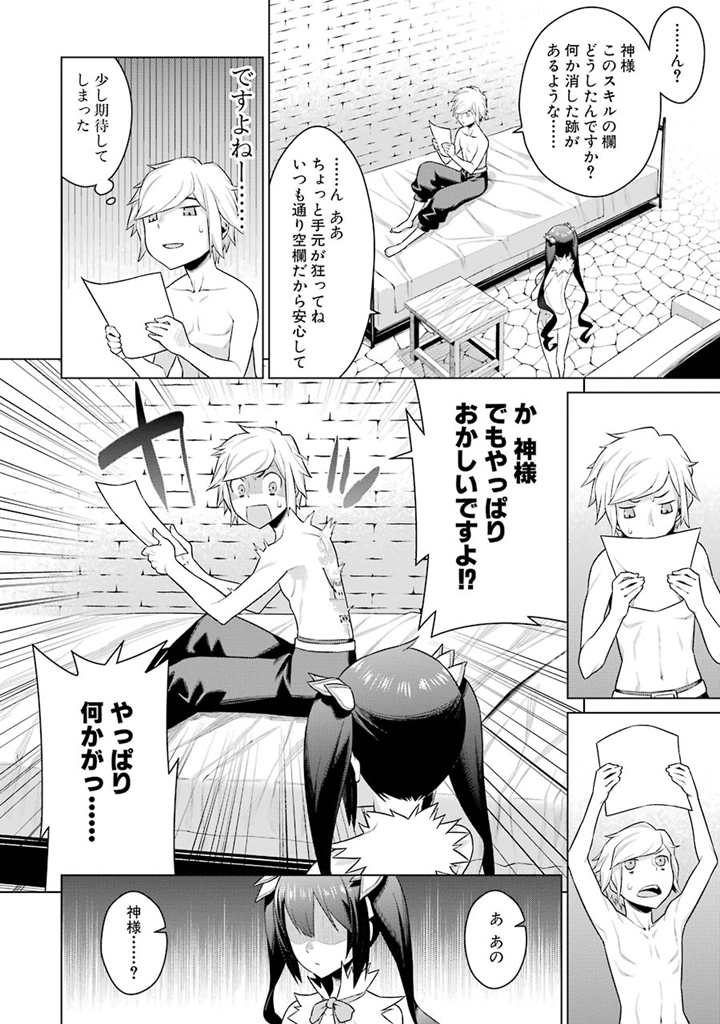 ……ん？
神様
このスキルの欄
どうしたんですか？
何か消した跡が
あるような……
……ん ああ
ちょっと手元が狂ってね
いつも通り空欄だから安心して
ですよねー……
少し期待して
しまった
か 神様
でもやっぱり
おかしいですよ!?
やっぱり
何かがっ……
あ あの
神様……？